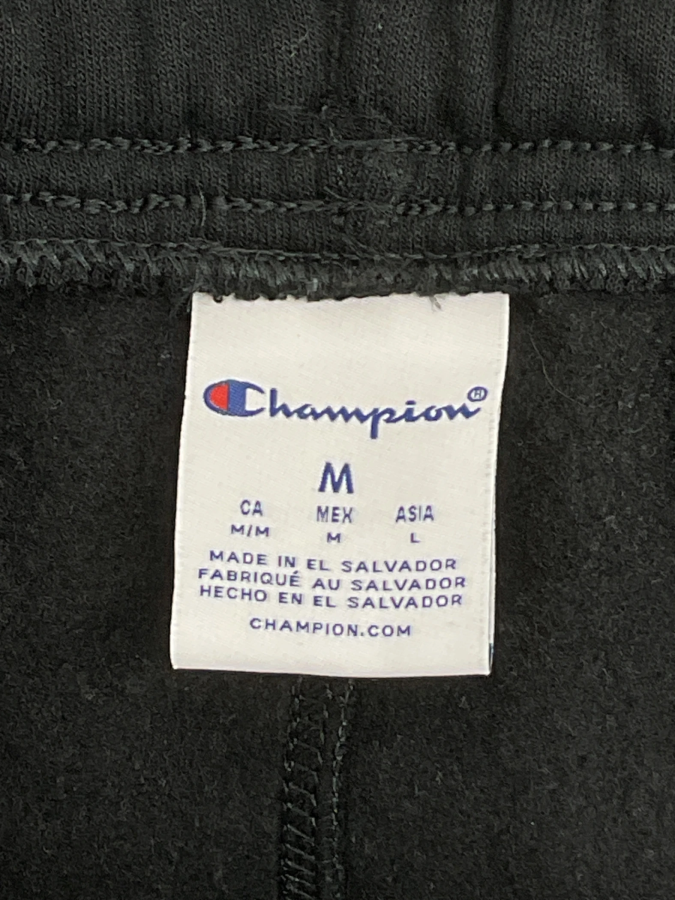 Champion®
M
CA MEX ASIA
M/M M L
MADE IN EL SALVADOR
FABRIQUÉ AU SALVADOR
HECHO EN EL SALVADOR
CHAMPION.COM